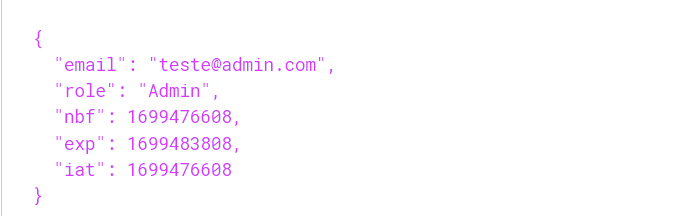 {
"email": "teste@admin.com",
"role": "Admin",
"nbf": 1699476608,
"exp": 1699483808,
"iat": 1699476608
}